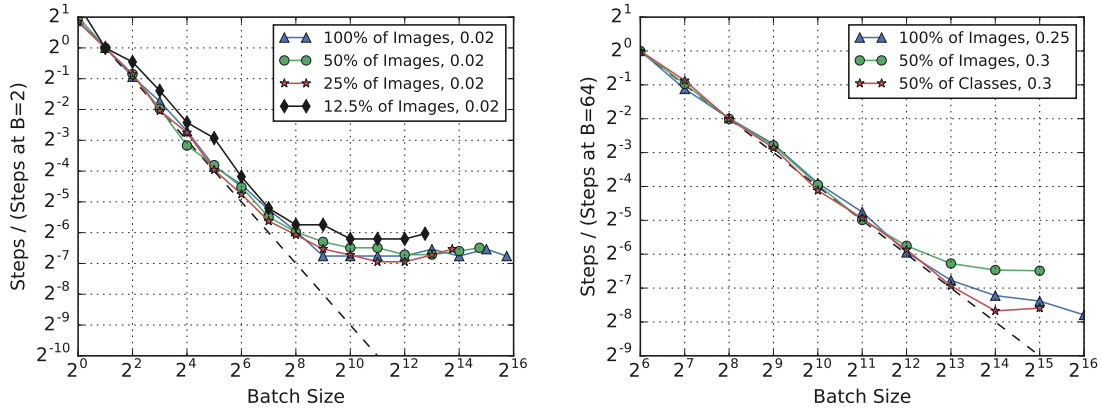 Steps / (Steps at B=2)
2^1
2^0
2^-1
2^-2
2^-3
2^-4
2^-5
2^-6
2^-7
2^-8
2^-9
2^-10
100% of Images, 0.02
50% of Images, 0.02
25% of Images, 0.02
12.5% of Images, 0.02
2^0 2^2 2^4 2^6 2^8 2^10 2^12 2^14 2^16
Batch Size
Steps / (Steps at B=64)
2^1
2^0
2^-1
2^-2
2^-3
2^-4
2^-5
2^-6
2^-7
2^-8
2^-9
100% of Images, 0.25
50% of Images, 0.3
50% of Classes, 0.3
2^6 2^7 2^8 2^9 2^10 2^11 2^12 2^13 2^14 2^15 2^16
Batch Size